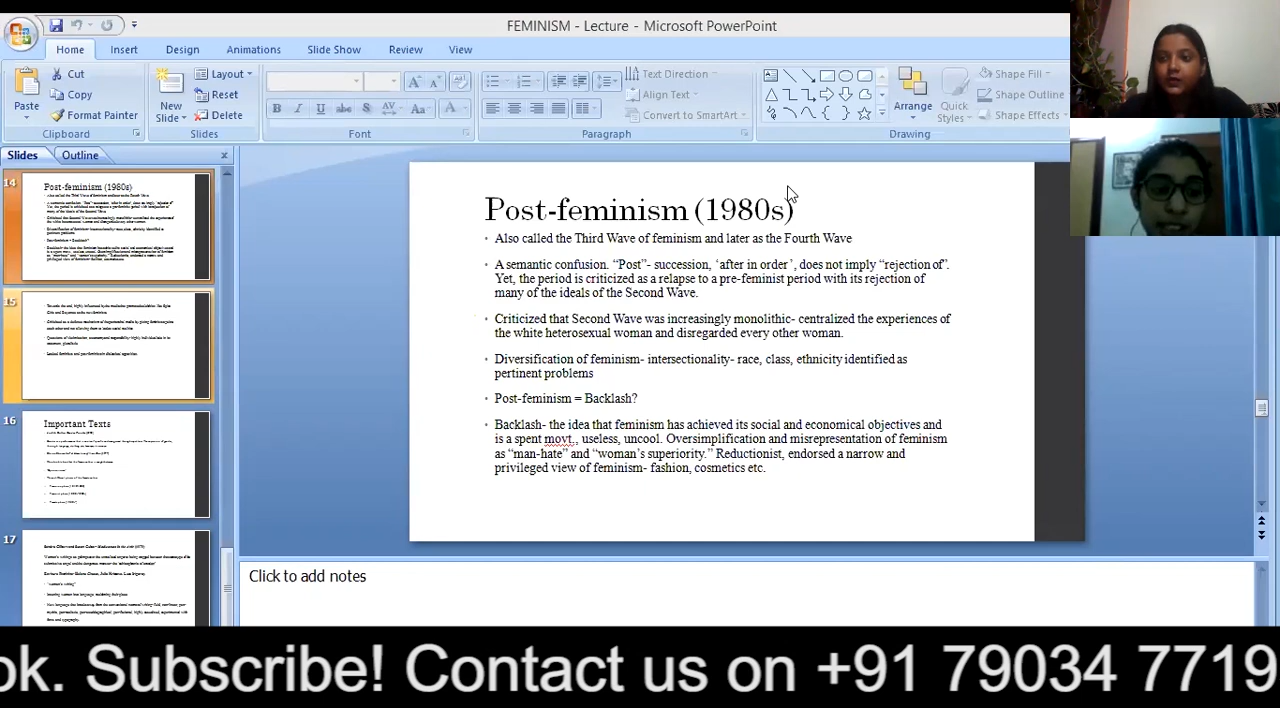 FEMINISM - Lecture - Microsoft PowerPoint
Home Insert Design Animations Slide Show Review View
Paste
Cut
Copy
Format Painter
Clipboard
New Slide
Layout
Reset
Delete
Slides
Font
Text Direction
Align Text
Convert to SmartArt
Paragraph
Arrange
Quick Styles
Shape Fill
Shape Outline
Shape Effects
Drawing
Slides Outline
14
Post-feminism (1980s)
15
16
Important Texts
17
Post-feminism (1980s)
• Also called the Third Wave of feminism and later as the Fourth Wave
• A semantic confusion. “Post”- succession, ‘after in order’, does not imply “rejection of”.
Yet, the period is criticized as a relapse to a pre-feminist period with its rejection of
many of the ideals of the Second Wave.
• that Second Wave was increasingly the experiences of
the white heterosexual woman and disregarded every other woman.
• Diversification of feminism- intersectionality- race, class, ethnicity identified as
pertinent problems
• Post-feminism = Backlash?
• Backlash- the idea that feminism has achieved its social and economical objectives and
is a spent movt., useless, uncool. Oversimplification and misrepresentation of feminism
as “man-hate” and “woman’s superiority.” Reductionist, endorsed a narrow and
privileged view of feminism- fashion, cosmetics etc.
Click to add notes
ok. Subscribe! Contact us on +91 79034 7719